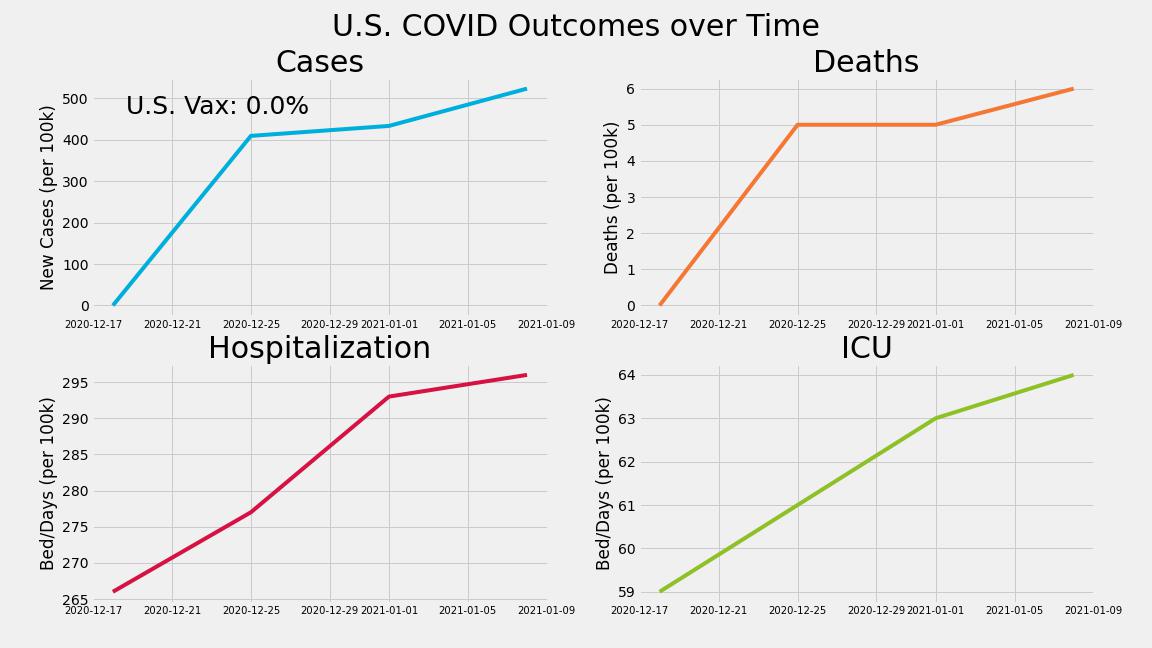 U.S. COVID Outcomes over Time
Cases
U.S. Vax: 0.0%
New Cases (per 100k)
500
400
300
200
100
0
2020-12-17 2020-12-21 2020-12-25 2020-12-29 2021-01-01 2021-01-05 2021-01-09
Deaths
Deaths (per 100k)
6
5
4
3
2
1
0
2020-12-17 2020-12-21 2020-12-25 2020-12-29 2021-01-01 2021-01-05 2021-01-09
Hospitalization
Bed/Days (per 100k)
295
290
285
280
275
270
265
2020-12-17 2020-12-21 2020-12-25 2020-12-29 2021-01-01 2021-01-05 2021-01-09
ICU
Bed/Days (per 100k)
64
63
62
61
60
59
2020-12-17 2020-12-21 2020-12-25 2020-12-29 2021-01-01 2021-01-05 2021-01-09